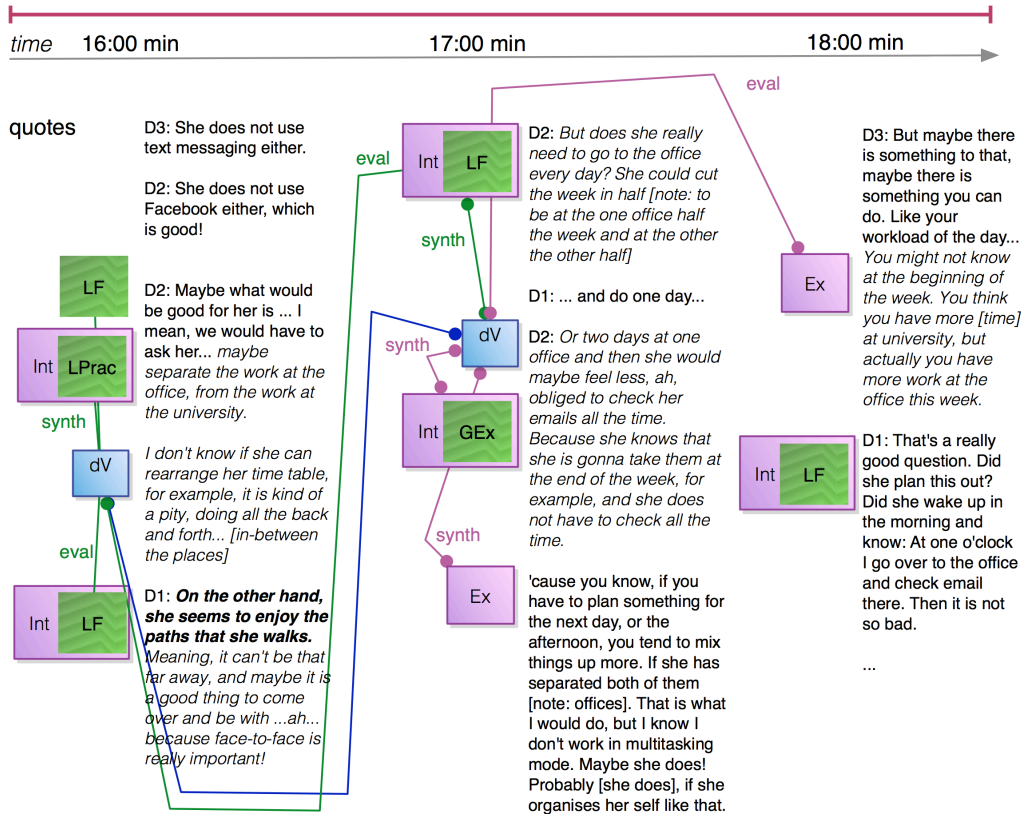 time 16:00 min 17:00 min 18:00 min
quotes
D3: She does not use
text messaging either.
D2: She does not use
Facebook either, which
is good!
LF
D2: Maybe what would
be good for her is ... I
mean, we would have to
ask her... maybe
separate the work at the
office, from the work at
the university.
Int LPrac
synth
dV
I don't know if she can
rearrange her time table,
for example, it is kind of
a pity, doing all the back
and forth... [in-between
the places]
eval
Int LF
D1: On the other hand,
she seems to enjoy the
paths that she walks.
Meaning, it can't be that
far away, and maybe it is
a good thing to come
over and be with ...ah...
because face-to-face is
really important!
eval
Int LF
synth
dV
synth
Int GEx
synth
Ex
D2: But does she really
need to go to the office
every day? She could cut
the week in half [note: to
be at the one office half
the week and at the other
the other half]
D1: ... and do one day...
D2: Or two days at one
office and then she would
maybe feel less, ah,
obliged to check her
emails all the time.
Because she knows that
she is gonna take them at
the end of the week, for
example, and she does
not have to check all the
time.
'cause you know, if you
have to plan something for
the next day, or the
afternoon, you tend to mix
things up more. If she has
separated both of them
[note: offices]. That is what
I would do, but I know I
don't work in multitasking
mode. Maybe she does!
Probably [she does], if she
organises her self like that.
eval
Ex
D3: But maybe there
is something to that,
maybe there is
something you can
do. Like your
workload of the day...
You might not know
at the beginning of
the week. You think
you have more [time]
at university, but
actually you have
more work at the
office this week.
Int LF
D1: That's a really
good question. Did
she plan this out?
Did she wake up in
the morning and
know: At one o'clock
I go over to the office
and check email
there. Then it is not
so bad.
...